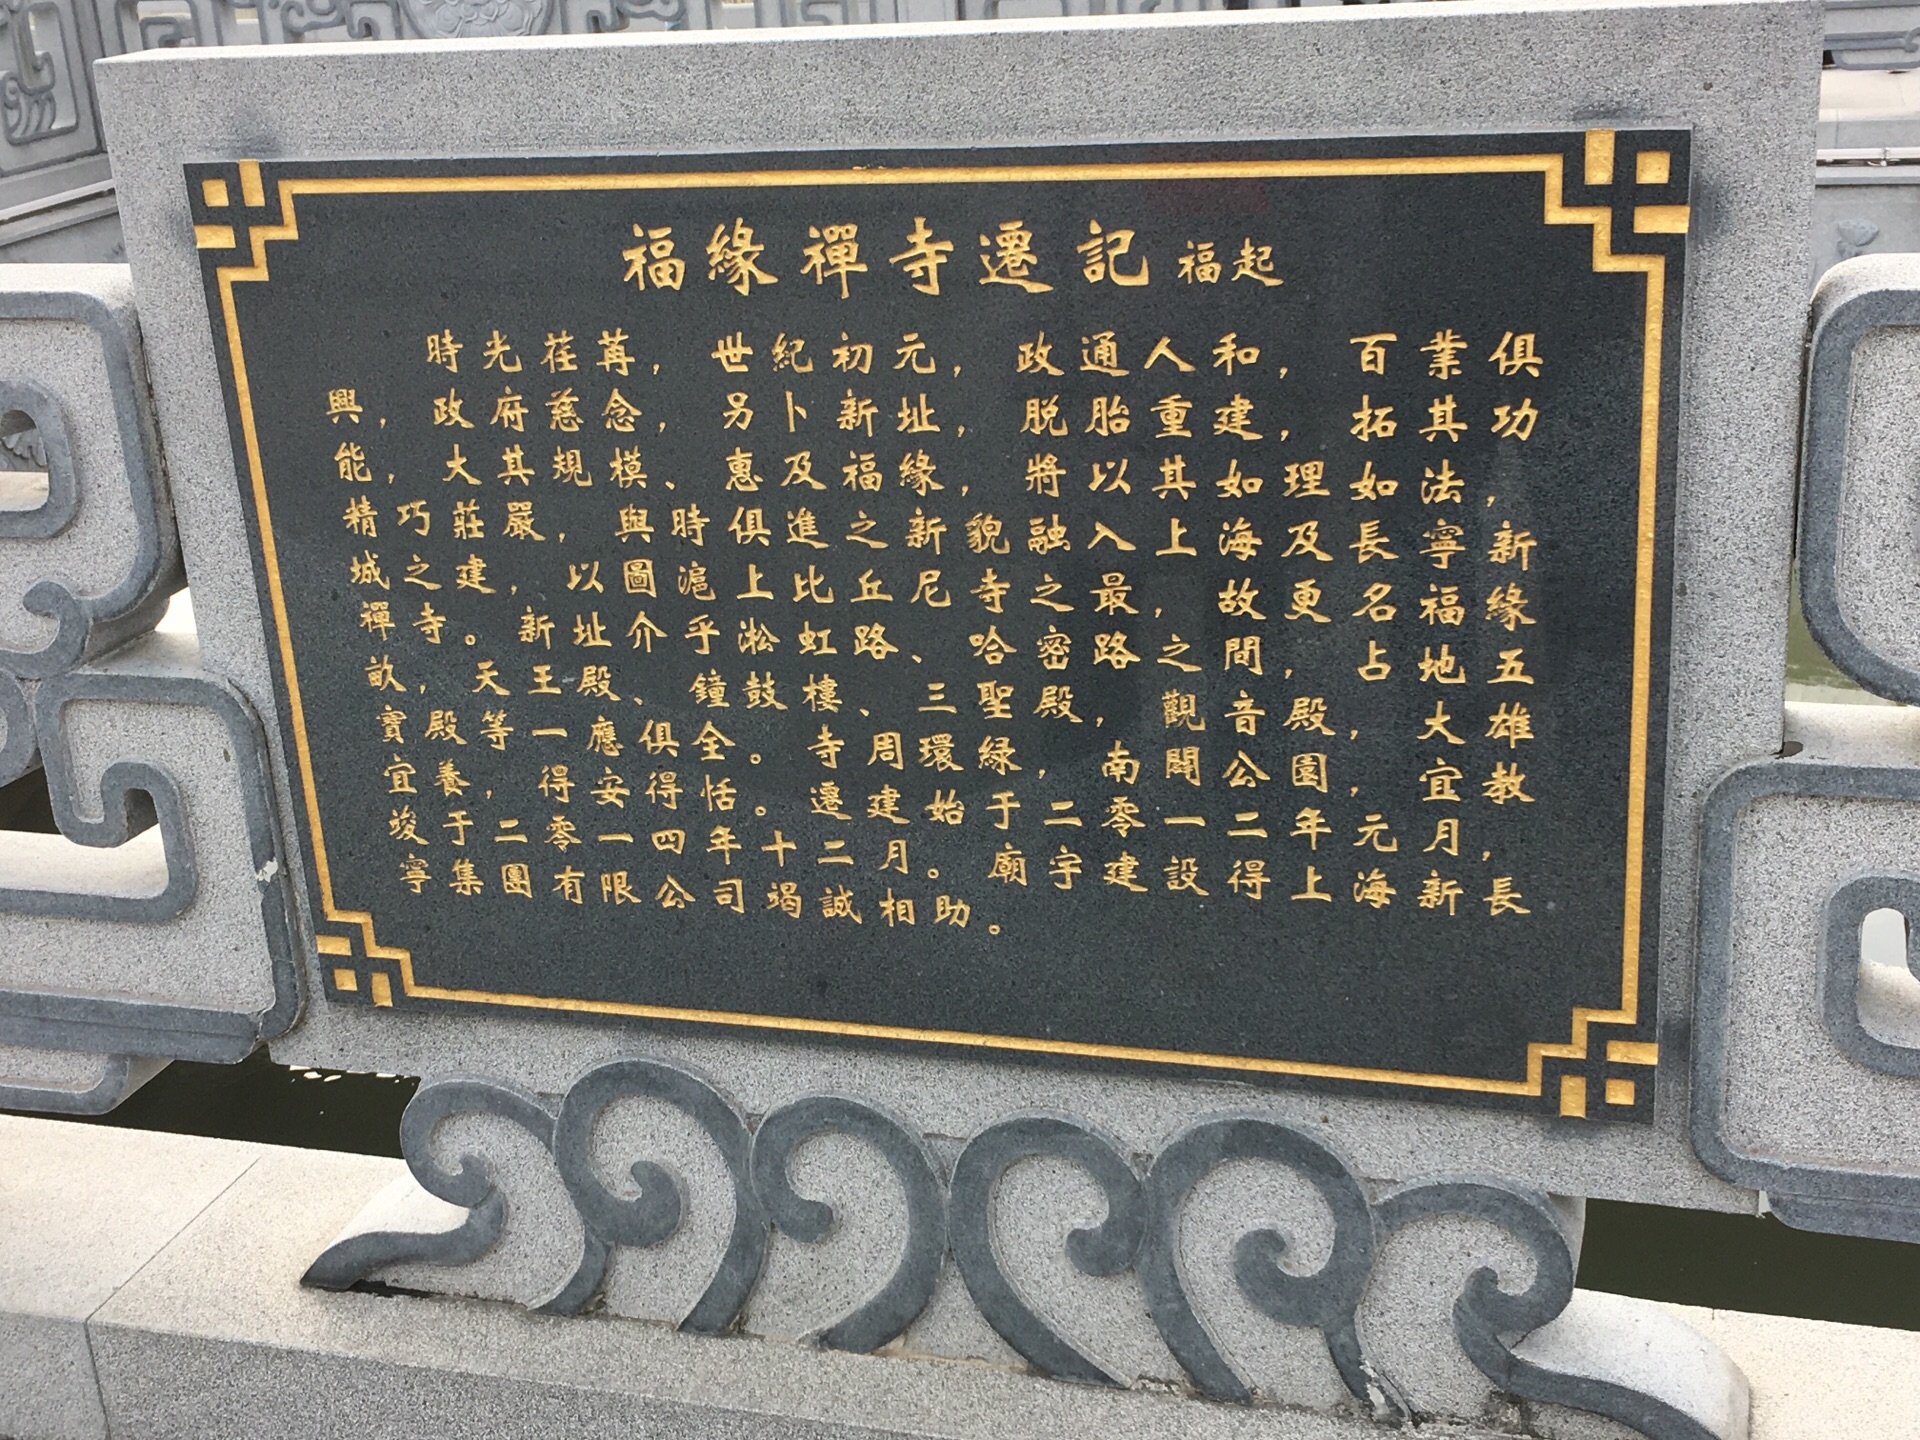 福緣禪寺遷記 福起
時光荏苒，世紀初元，政通人和，百業俱
興，政府慈念，另卜新址，脫胎重建，拓其功
能，大其規模、惠及福緣，將以其如理如法，
精巧莊嚴，與時俱進之新貌融入上海及長寧新
城之建，以圖滬上比丘尼寺之最，故更名福緣
禪寺。新址介乎淞虹路、哈密路之間，占地五
畝，天王殿、鐘鼓樓、三聖殿，觀音殿，大雄
寶殿等一應俱全。寺周環綠，南聞公園，宜教，
宜養，得安得恬。遷建始于二零一二年元月，
竣于二零一四年十二月。廟宇建設得上海新長
寧集團有限公司竭誠相助。